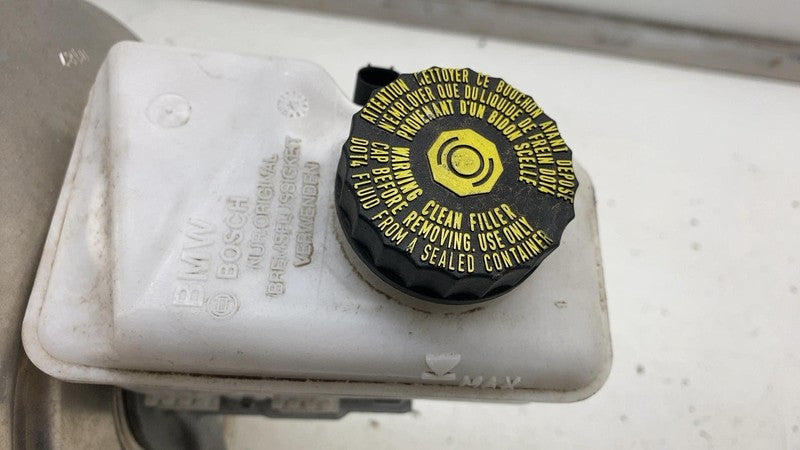 ATTENTION NETTOYER CE BOUCHON AVANT DEPOSE
N'EMPLOYER QUE DU LIQUIDE DE FREIN DOT4
PROVENANT D'UN BIDON SCELLE
WARNING CLEAN FILLER
CAP BEFORE REMOVING. USE ONLY
DOT4 FLUID FROM A SEALED CONTAINER
BMW
BOSCH
NUR ORIGINAL
BREMSFLÜSSIGKEIT
VERWENDEN
MAX